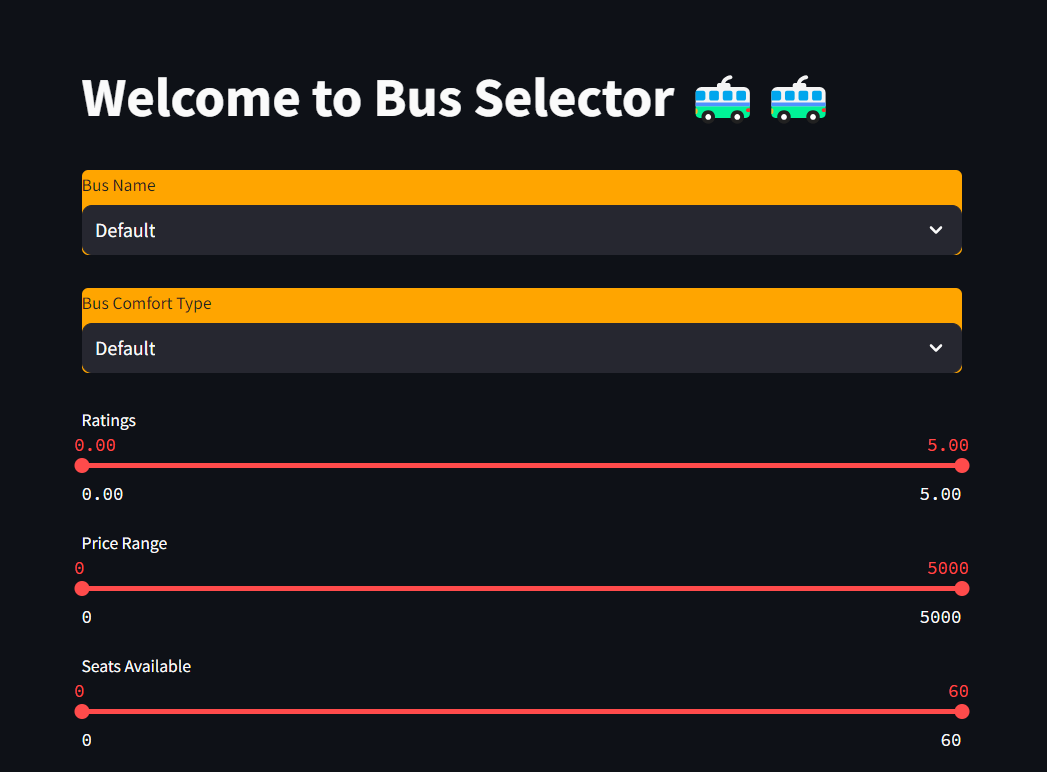 Welcome to Bus Selector 🚎 🚎
Bus Name
Default
Bus Comfort Type
Default
Ratings
0.00 5.00
0.00 5.00
Price Range
0 5000
0 5000
Seats Available
0 60
0 60